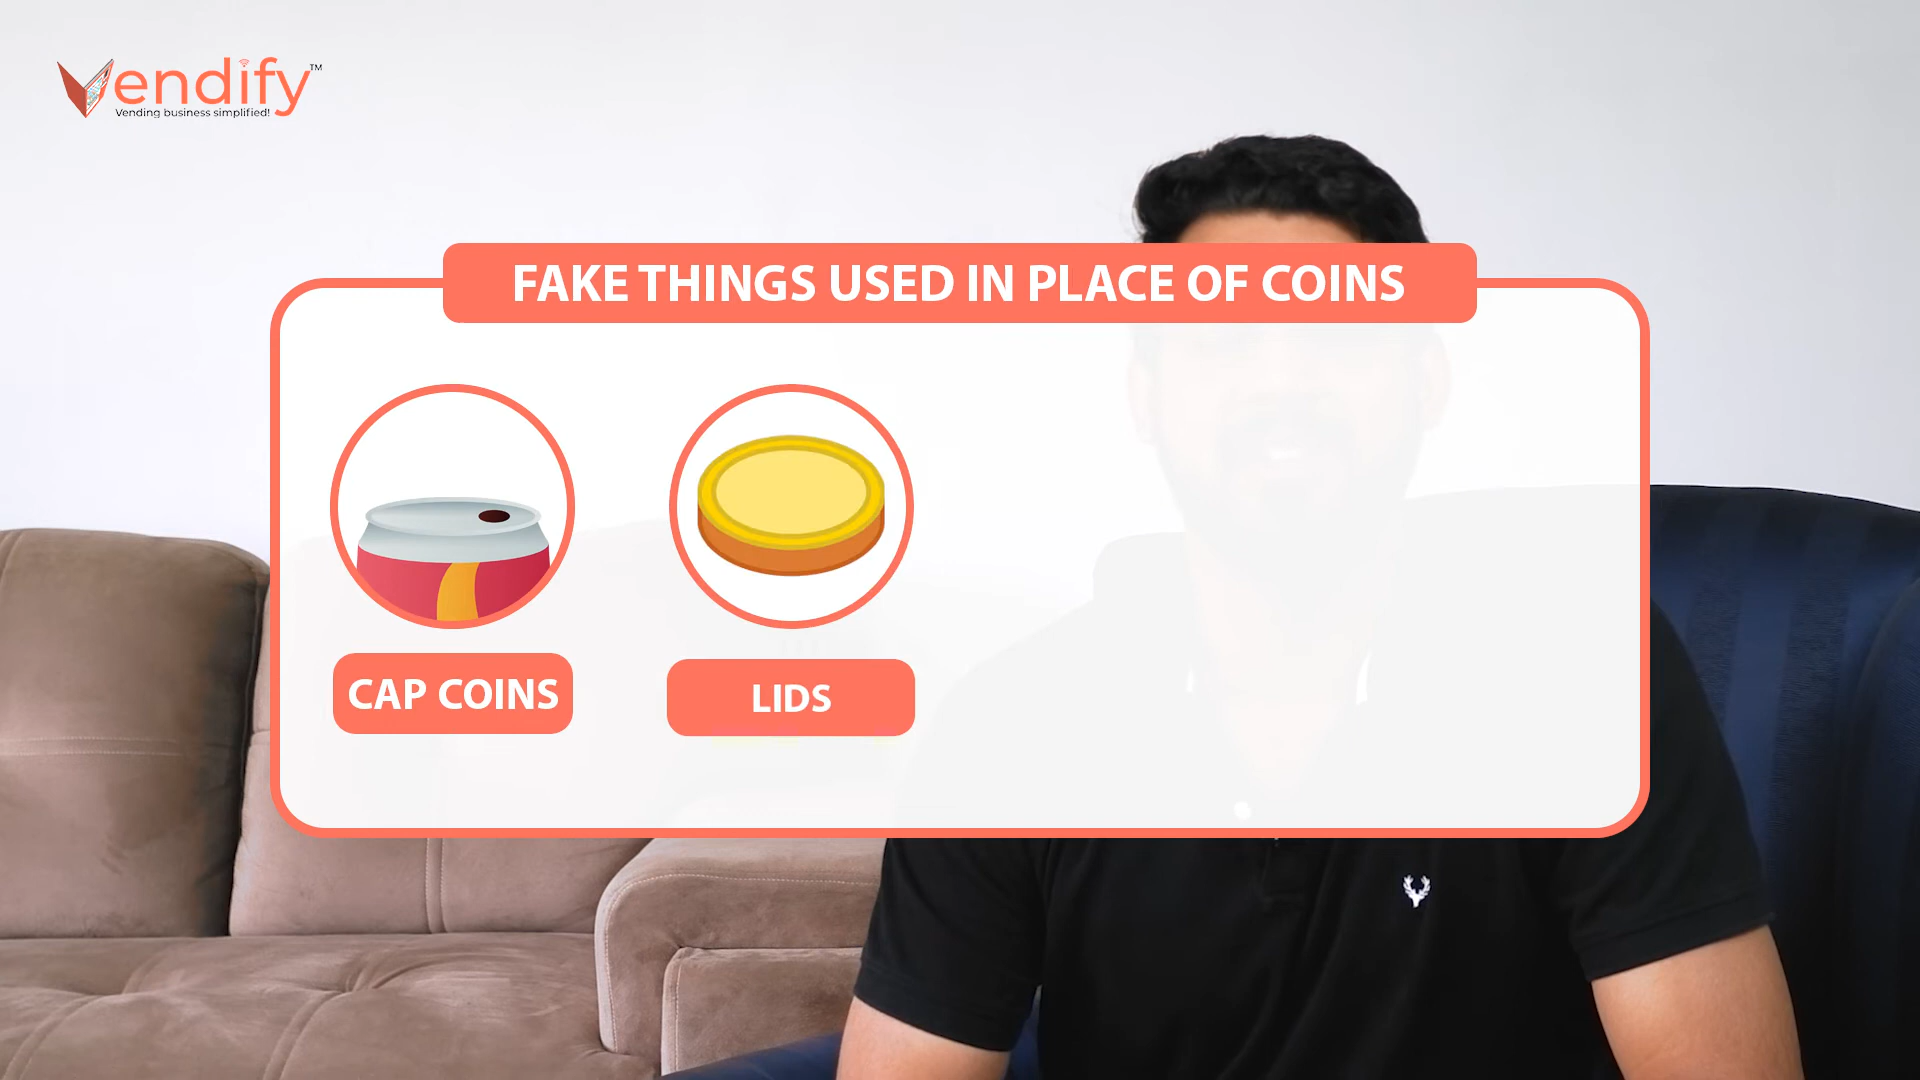 Vendify™
Vending business simplified!
FAKE THINGS USED IN PLACE OF COINS
CAP COINS
LIDS